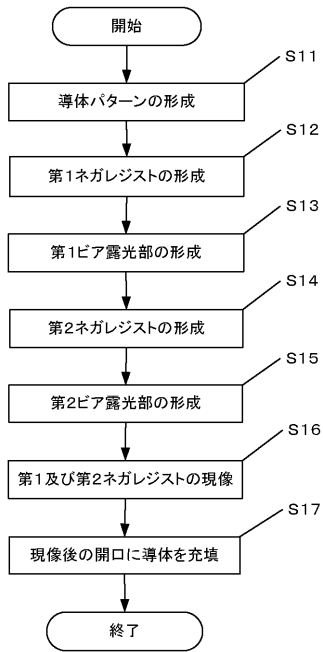 開始
S11
導体パターンの形成
S12
第1ネガレジストの形成
S13
第1ビア露光部の形成
S14
第2ネガレジストの形成
S15
第2ビア露光部の形成
S16
第1及び第2ネガレジストの現像
S17
現像後の開口に導体を充填
終了